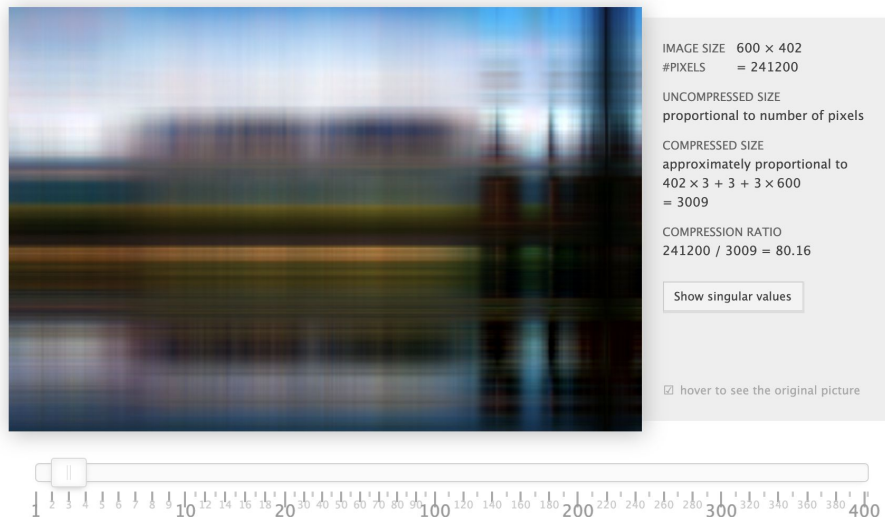 IMAGE SIZE 600 × 402
#PIXELS = 241200
UNCOMPRESSED SIZE
proportional to number of pixels
COMPRESSED SIZE
approximately proportional to
402 × 3 + 3 + 3 × 600
= 3009
COMPRESSION RATIO
241200 / 3009 = 80.16
Show singular values
☑ hover to see the original picture
1 2 3 4 5 6 7 8 9 10 12 14 16 18 20 30 40 50 60 70 80 90 100 120 140 160 180 200 220 240 260 280 300 320 340 360 380 400